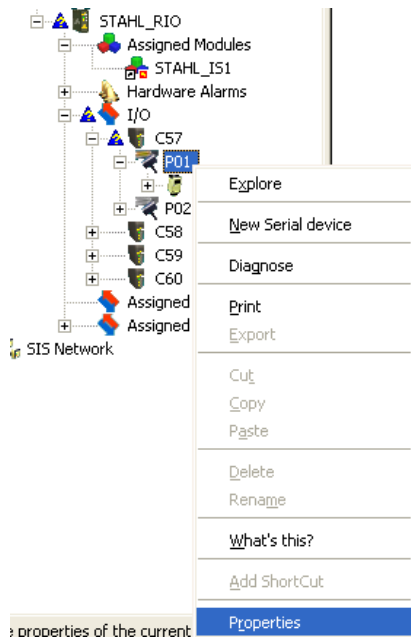 STAHL_RIO
Assigned Modules
STAHL_IS1
Hardware Alarms
I/O
C57
P01
P02
C58
C59
C60
Assigned
Assigned
SIS Network
Explore
New Serial device
Diagnose
Print
Export
Cut
Copy
Paste
Delete
Rename
What's this?
Add ShortCut
Properties
e properties of the current